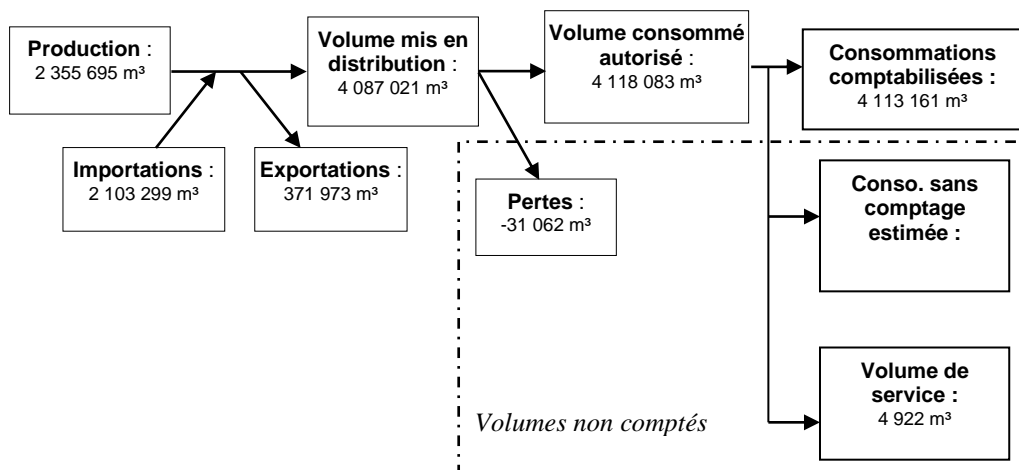 Production :
2 355 695 m³
Volume mis en
distribution :
4 087 021 m³
Volume consommé
autorisé :
4 118 083 m³
Consommations
comptabilisées :
4 113 161 m³
Importations :
2 103 299 m³
Exportations :
371 973 m³
Pertes :
-31 062 m³
Conso. sans
comptage
estimée :
Volume de
service :
4 922 m³
Volumes non comptés